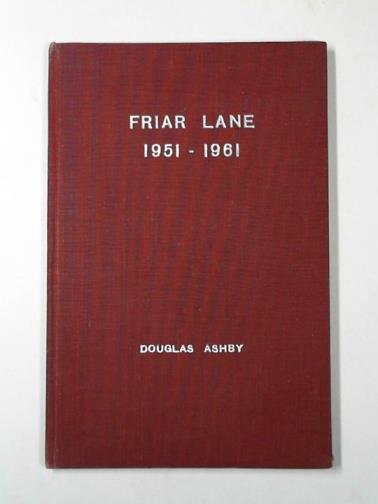 FRIAR LANE
1951 - 1961
DOUGLAS ASHBY